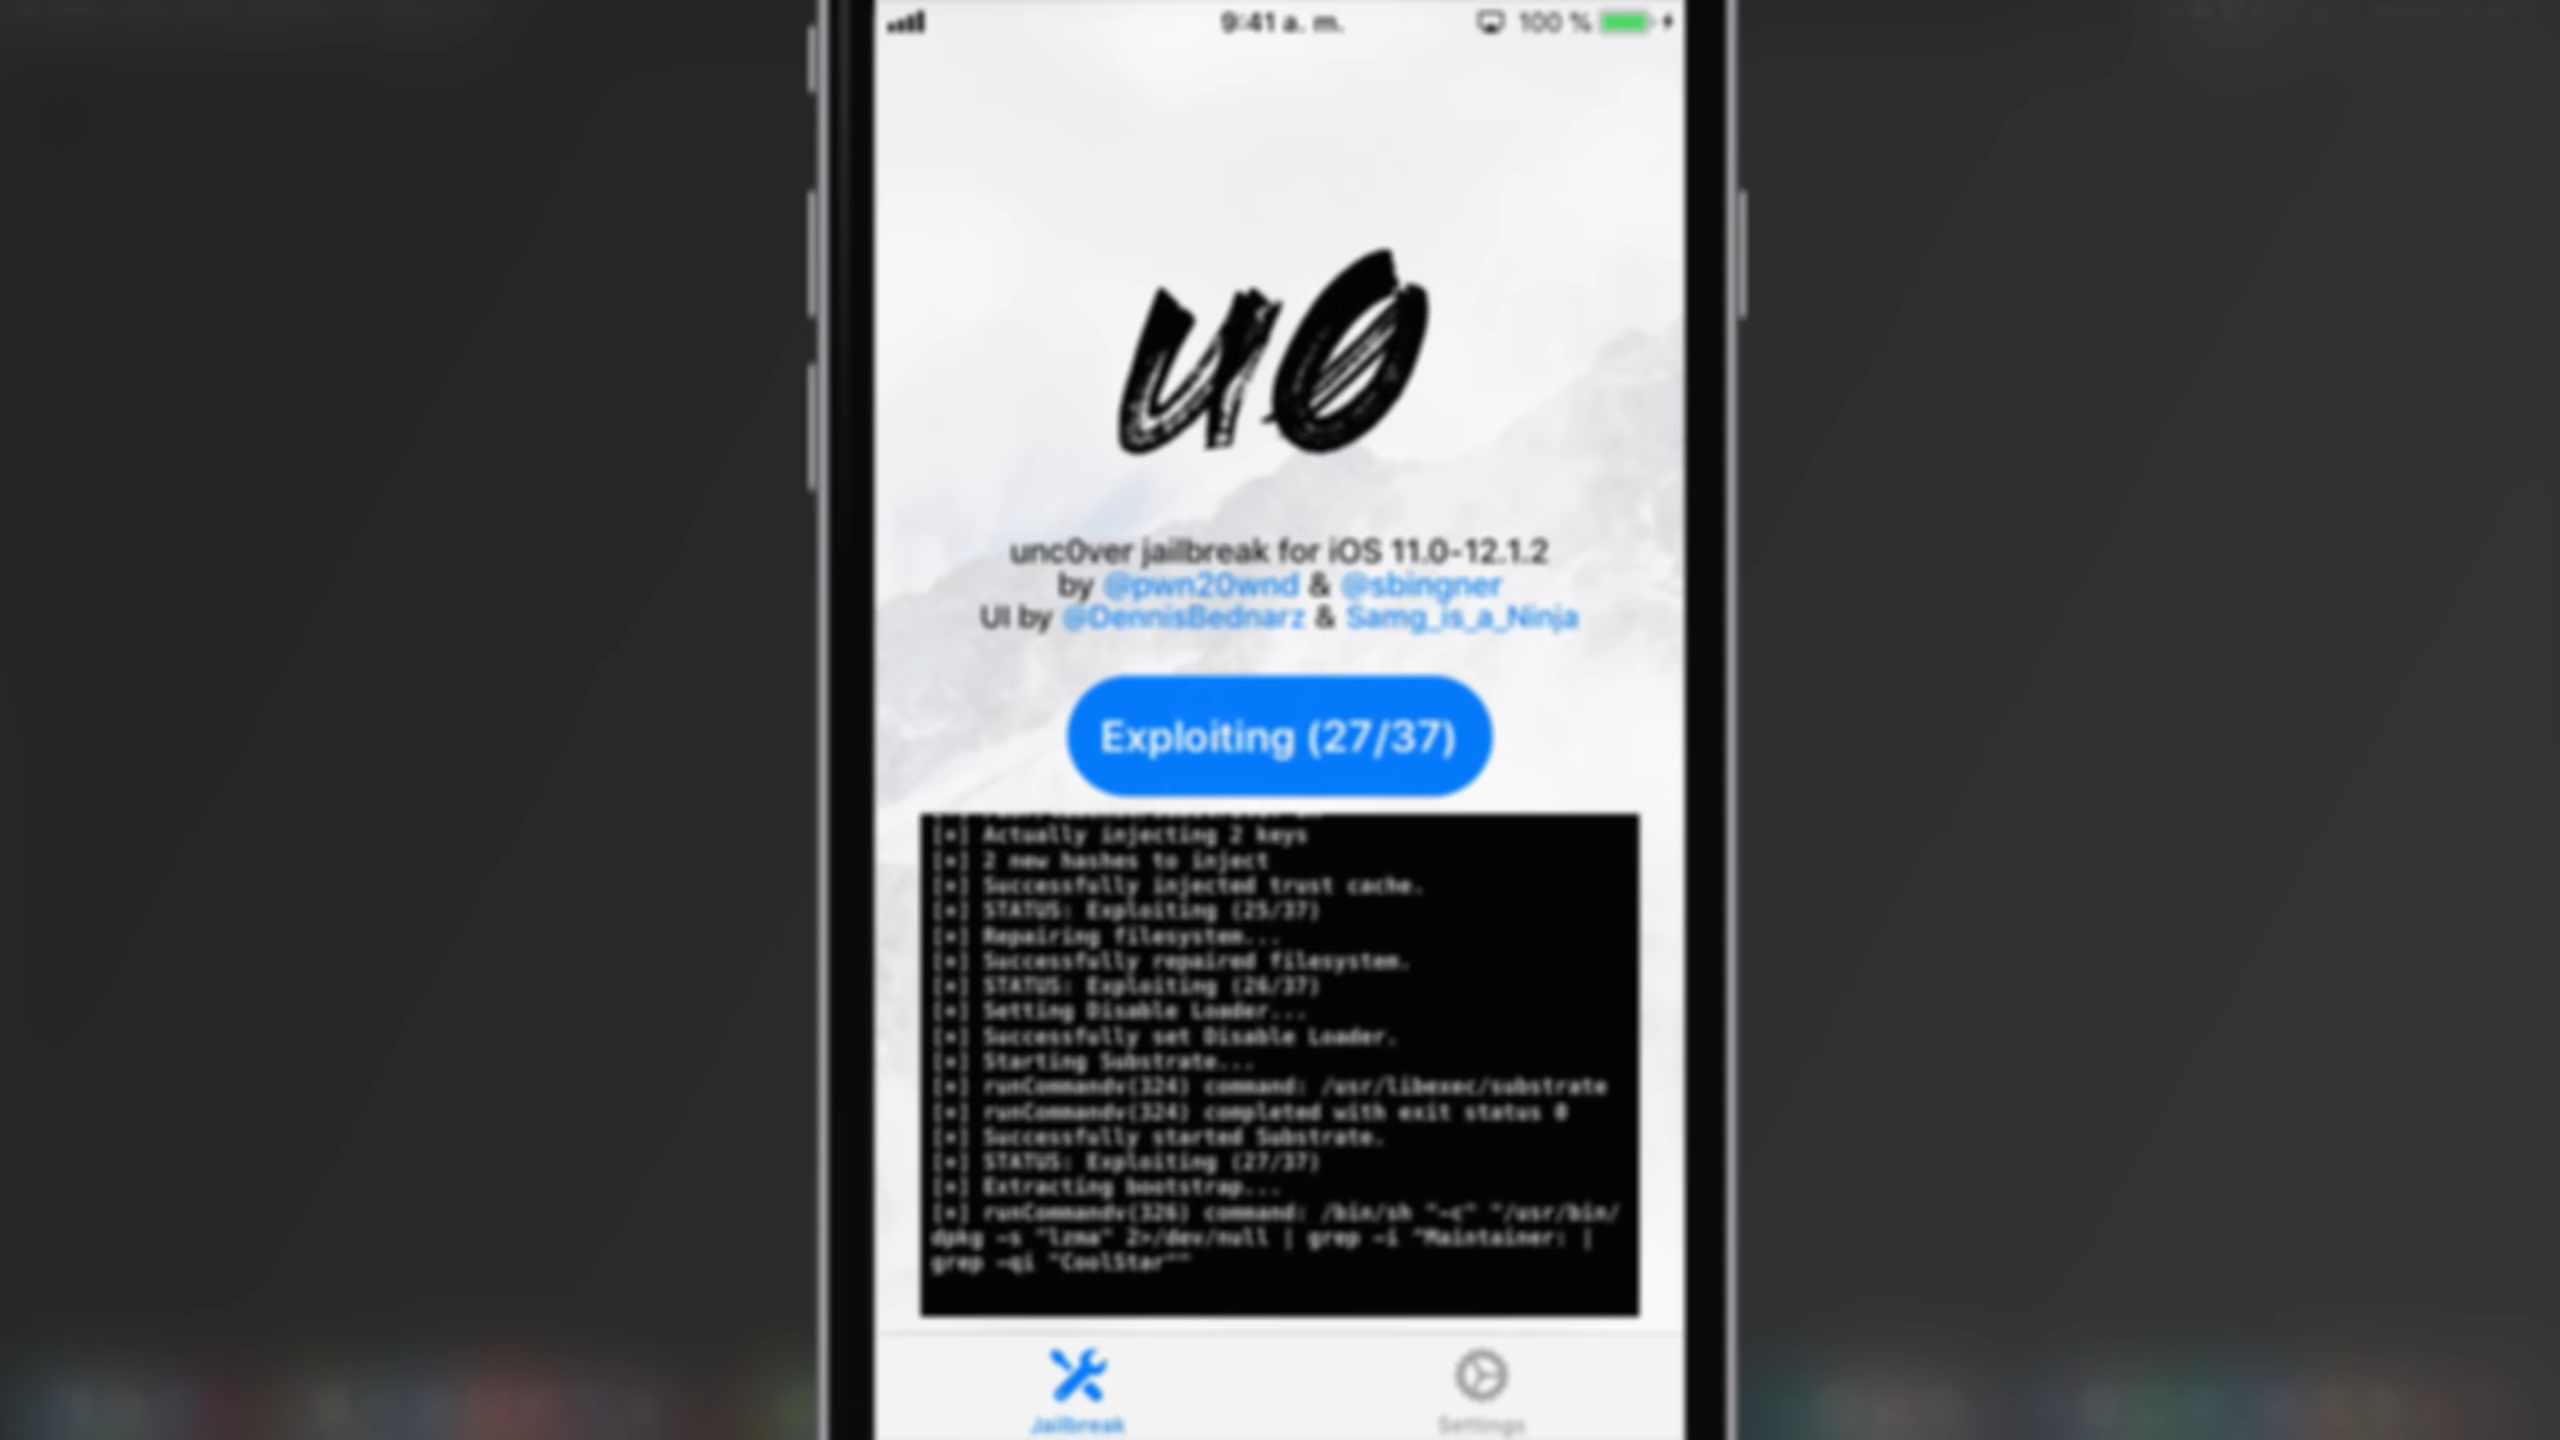 9:41 a. m.
100 %
u0
unc0ver jailbreak for iOS 11.0-12.1.2
by @pwn20wnd & @sbingner
UI by @DennisBednarz & Samg_is_a_Ninja
Exploiting (27/37)
[*] Actually injecting 2 keys
[*] 2 new hashes to inject
[*] Successfully injected trust cache.
[*] STATUS: Exploiting (25/37)
[*] Repairing filesystem...
[*] Successfully repaired filesystem.
[*] STATUS: Exploiting (26/37)
[*] Setting Disable Loader...
[*] Successfully set Disable Loader.
[*] Starting Substrate...
[*] runCommandv(324) command: /usr/libexec/substrate
[*] runCommandv(324) completed with exit status 0
[*] Successfully started Substrate.
[*] STATUS: Exploiting (27/37)
[*] Extracting bootstrap...
[*] runCommandv(326) command: /bin/sh "-c" "/usr/bin/
dpkg -s "lzma" 2>/dev/null | grep -i ^Maintainer: |
grep -qi "CoolStar""
Jailbreak
Settings